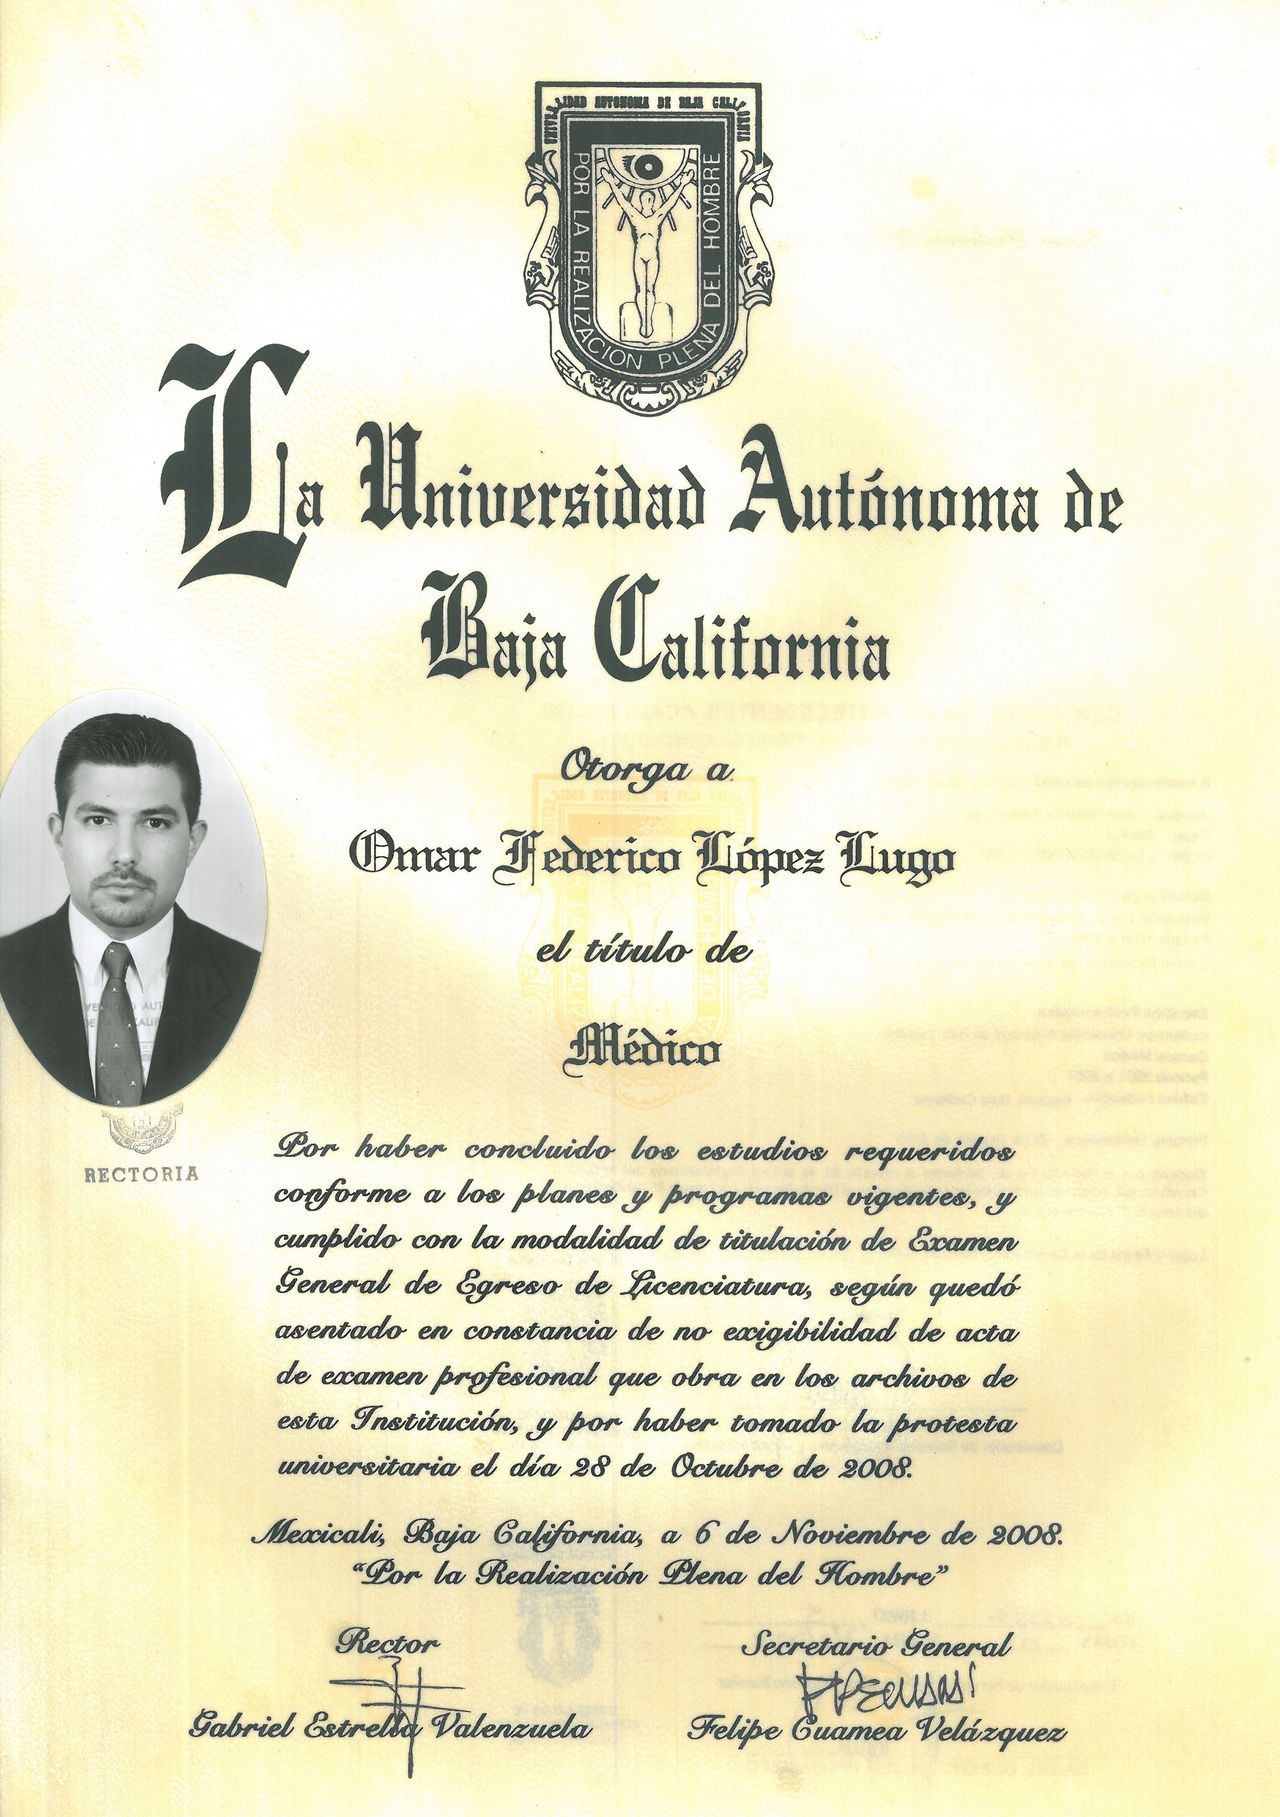 UNIVERSIDAD AUTONOMA DE BAJA CALIFORNIA
POR LA REALIZACION PLENA DEL HOMBRE
La Universidad Autónoma de
Baja California
Otorga a
Omar Federico López Lugo
el título de
Médico
RECTORIA
Por haber concluido los estudios requeridos
conforme a los planes y programas vigentes, y
cumplido con la modalidad de titulación de Examen
General de Egreso de Licenciatura, según quedó
asentado en constancia de no exigibilidad de acta
de examen profesional que obra en los archivos de
esta Institución, y por haber tomado la protesta
universitaria el día 28 de Octubre de 2008.
Mexicali, Baja California, a 6 de Noviembre de 2008.
“Por la Realización Plena del Hombre”
Rector
Gabriel Estrella Valenzuela
Secretario General
Felipe Cuamea Velázquez